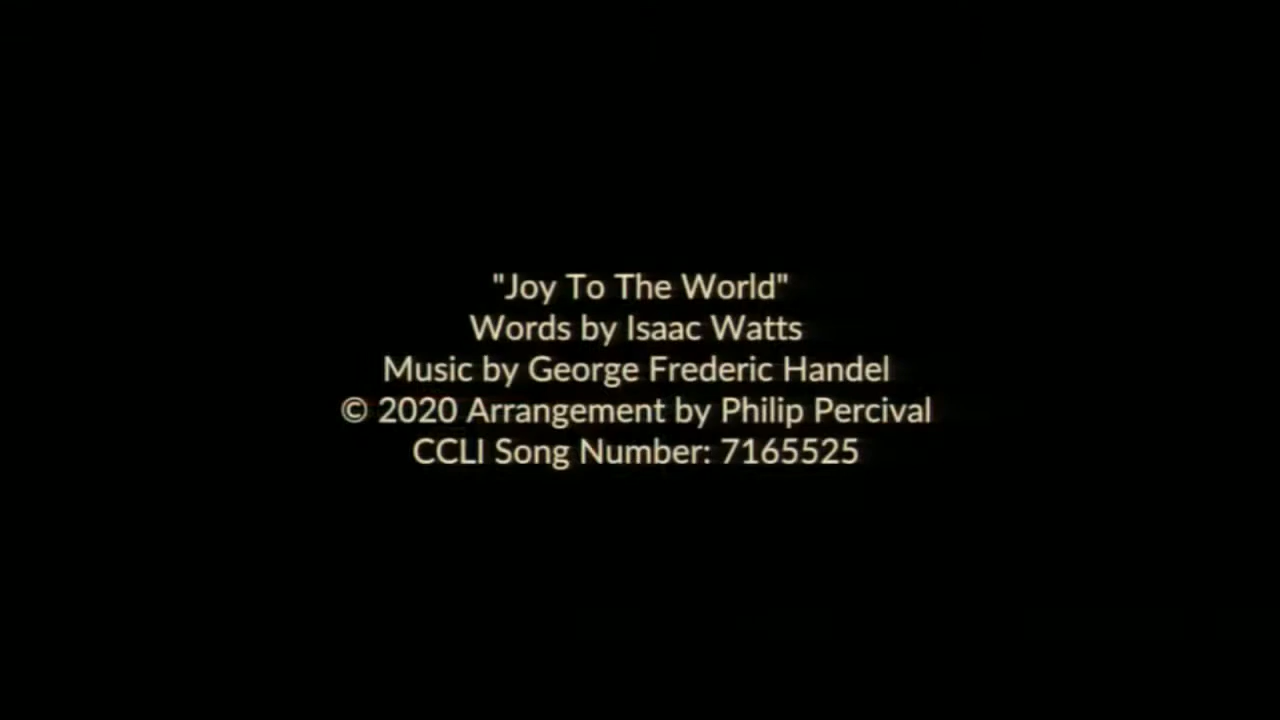 "Joy To The World"
Words by Isaac Watts
Music by George Frederic Handel
© 2020 Arrangement by Philip Percival
CCLI Song Number: 7165525